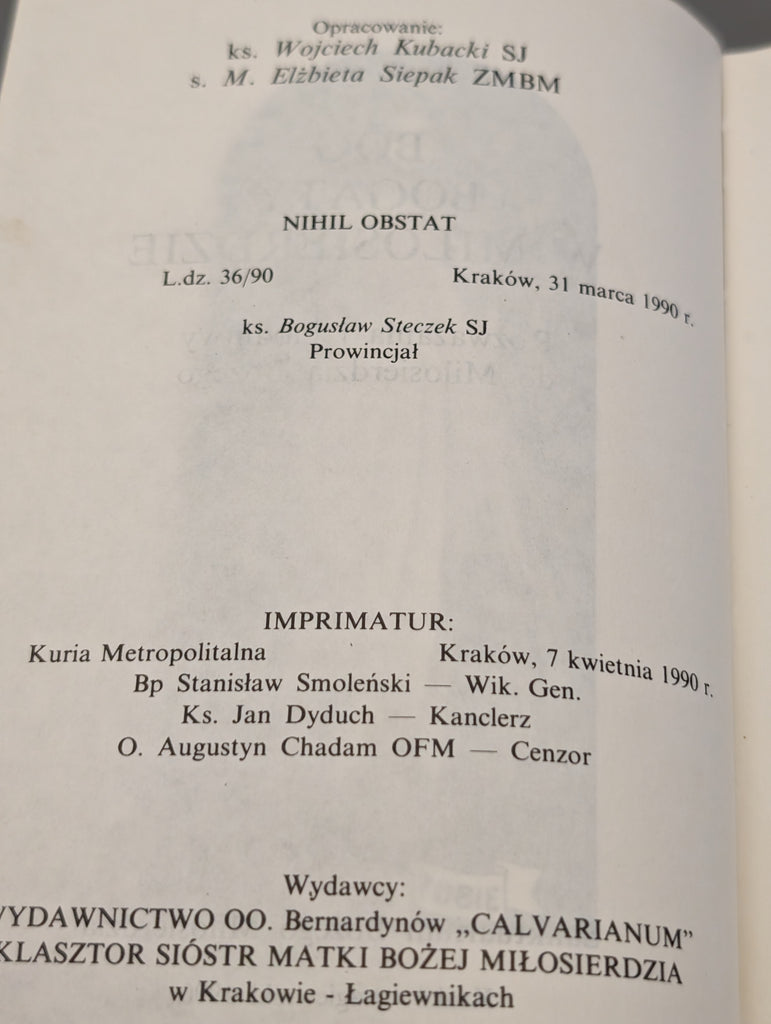 Opracowanie:
ks. Wojciech Kubacki SJ
s. M. Elżbieta Siepak ZMBM
NIHIL OBSTAT
L.dz. 36/90 Kraków, 31 marca 1990 r.
ks. Bogusław Steczek SJ
Prowincjał
IMPRIMATUR:
Kuria Metropolitalna Kraków, 7 kwietnia 1990 r.
Bp Stanisław Smoleński — Wik. Gen.
Ks. Jan Dyduch — Kanclerz
O. Augustyn Chadam OFM — Cenzor
Wydawcy:
WYDAWNICTWO OO. Bernardynów „CALVARIANUM”
KLASZTOR SIÓSTR MATKI BOŻEJ MIŁOSIERDZIA
w Krakowie - Łagiewnikach